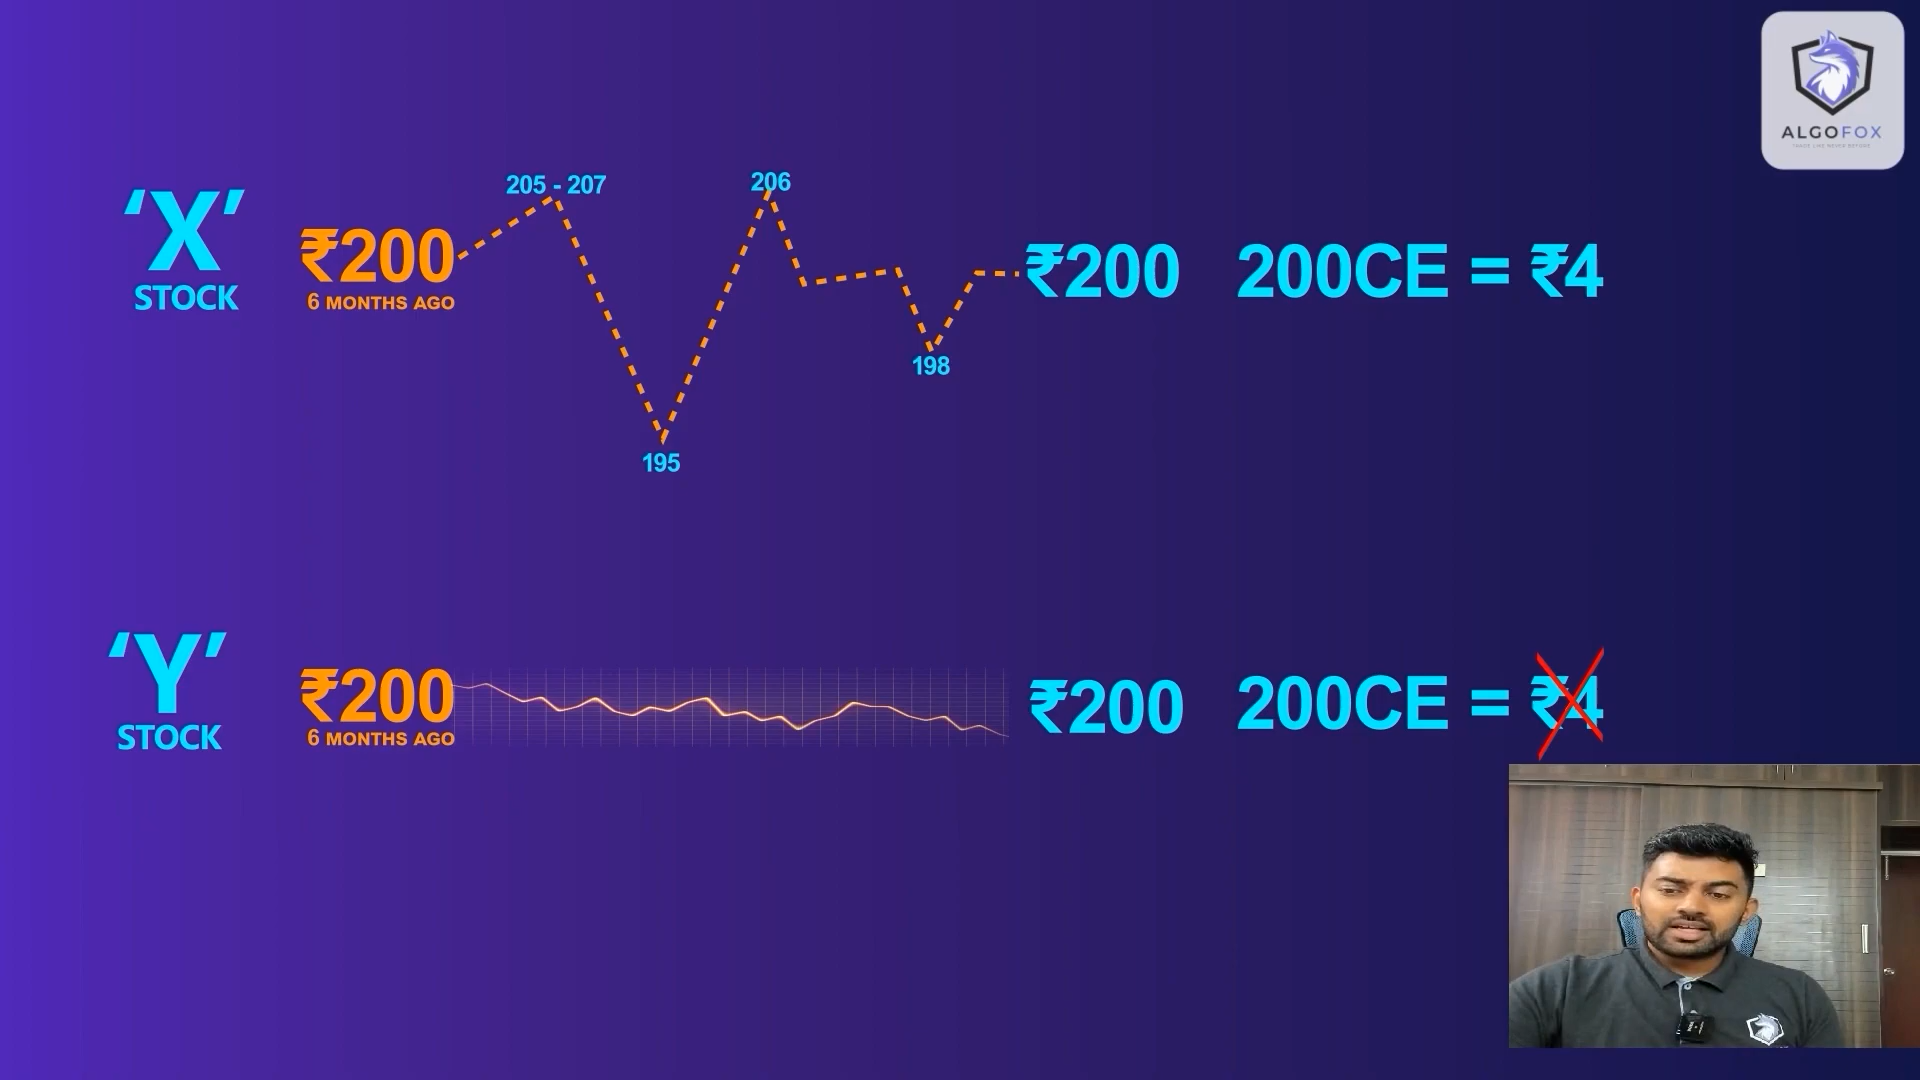 ALGOFOX
205 - 207
206
'X'
STOCK
₹200
6 MONTHS AGO
₹200 200CE = ₹4
198
195
'Y'
STOCK
₹200
6 MONTHS AGO
₹200 200CE = ₹4